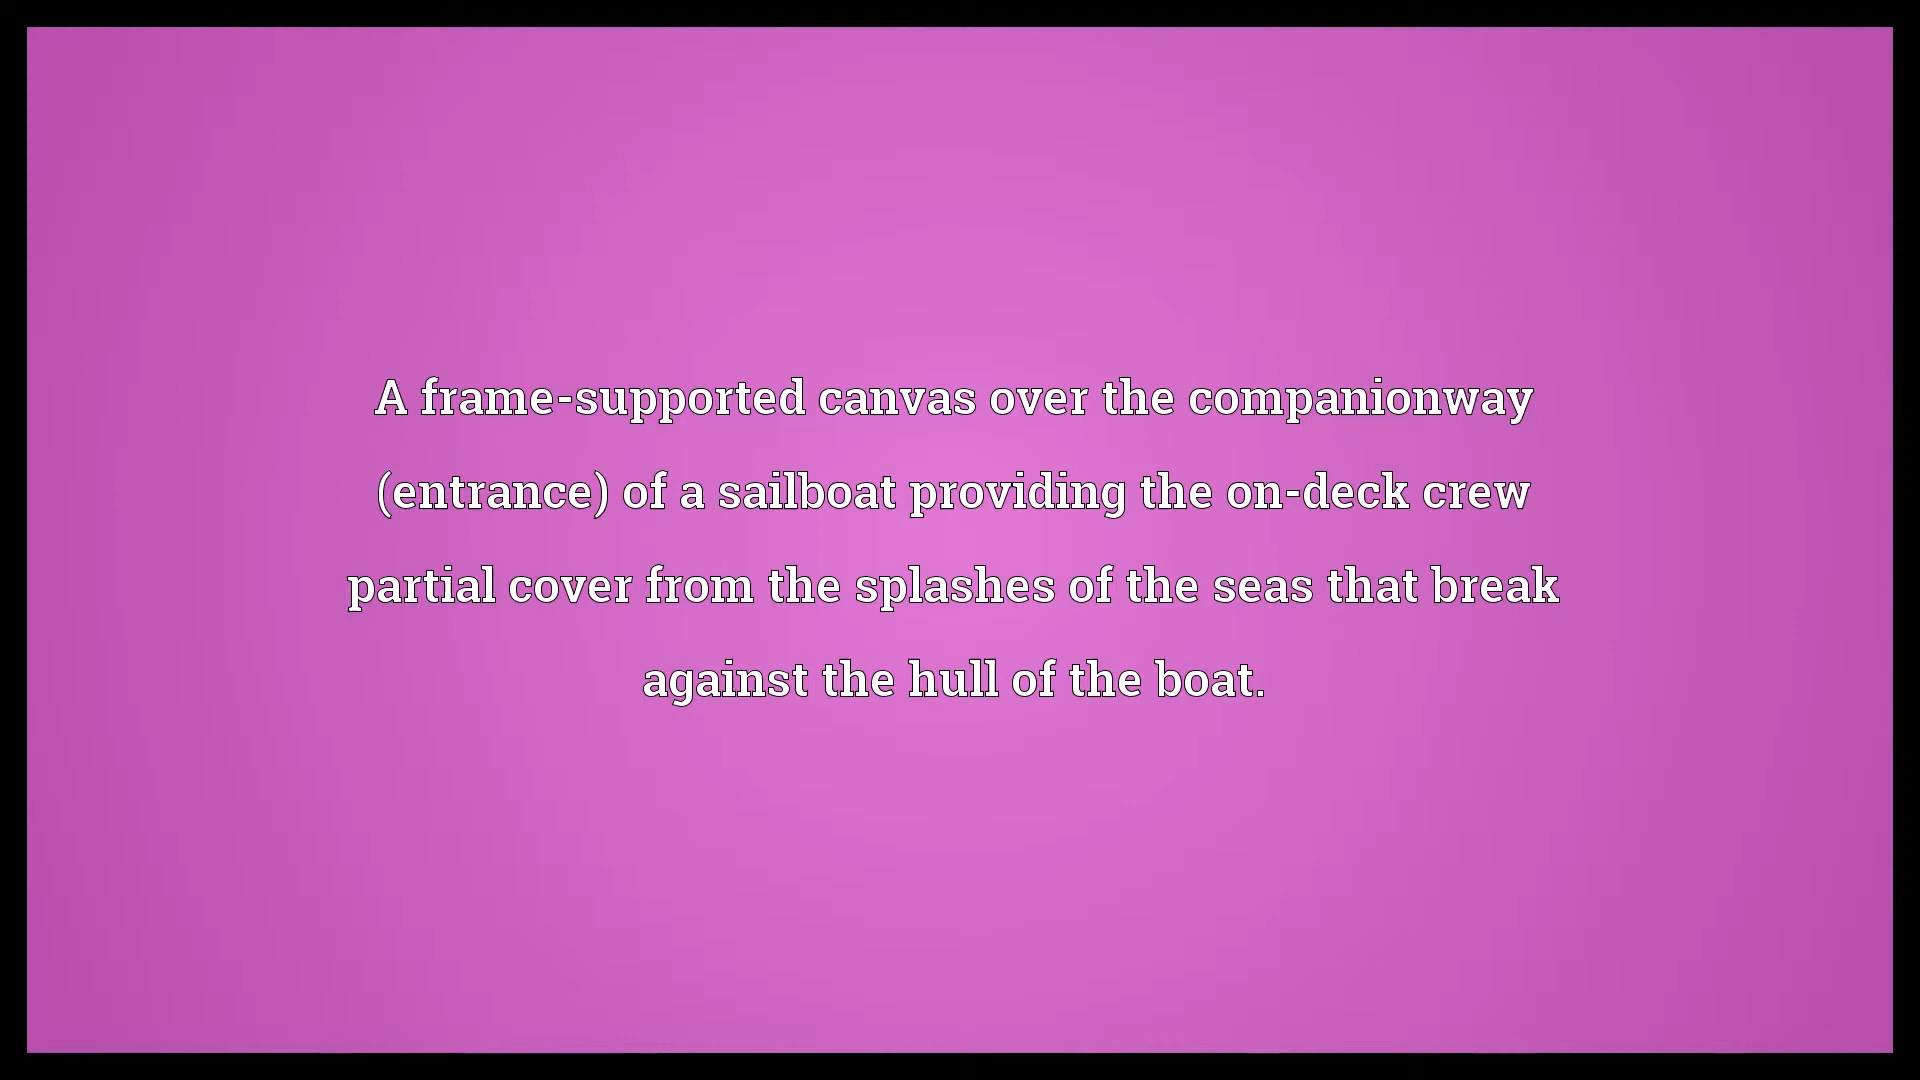 A frame-supported canvas over the companionway
(entrance) of a sailboat providing the on-deck crew
partial cover from the splashes of the seas that break
against the hull of the boat.